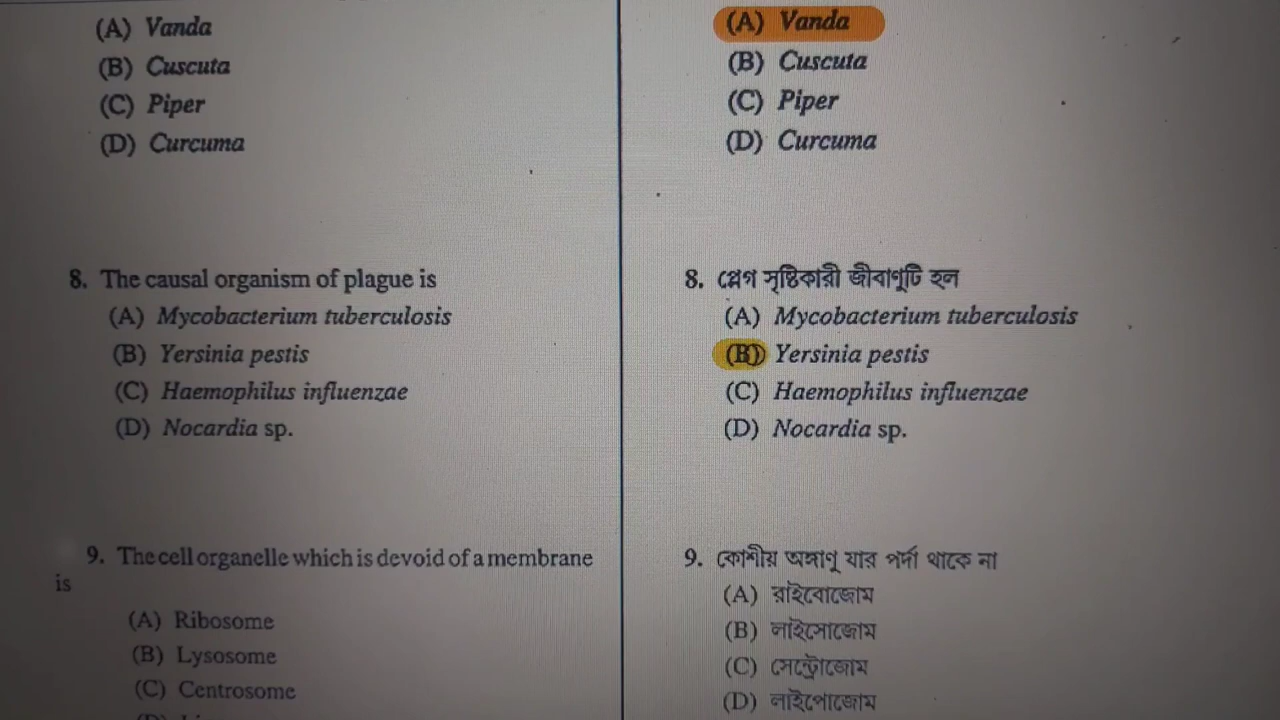 (A) Vanda
(B) Cuscuta
(C) Piper
(D) Curcuma
8. The causal organism of plague is
(A) Mycobacterium tuberculosis
(B) Yersinia pestis
(C) Haemophilus influenzae
(D) Nocardia sp.
9. The cell organelle which is devoid of a membrane
is
(A) Ribosome
(B) Lysosome
(C) Centrosome
(A) Vanda
(B) Cuscuta
(C) Piper
(D) Curcuma
8. প্লেগ সৃষ্টিকারী জীবাণুটি হল
(A) Mycobacterium tuberculosis
(B) Yersinia pestis
(C) Haemophilus influenzae
(D) Nocardia sp.
9. কোশীয় অঙ্গাণু যার পর্দা থাকে না
(A) রাইবোজোম
(B) লাইসোজোম
(C) সেন্ট্রোজোম
(D) লাইপোজোম